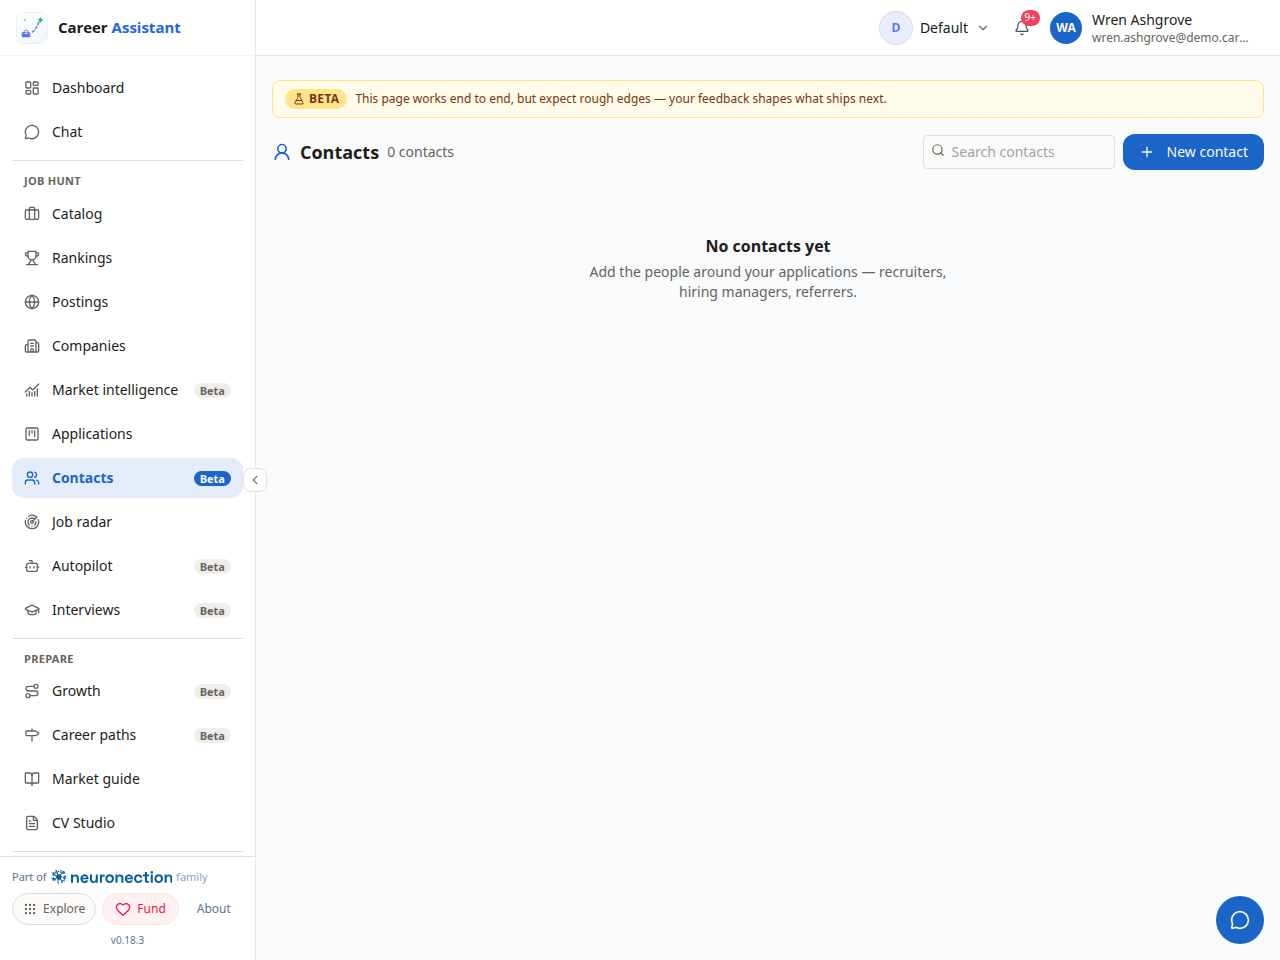 Career Assistant
D
Default
9+
WA
Wren Ashgrove
wren.ashgrove@demo.car...
Dashboard
Chat
JOB HUNT
Catalog
Rankings
Postings
Companies
Market intelligence Beta
Applications
Contacts Beta
Job radar
Autopilot Beta
Interviews Beta
PREPARE
Growth Beta
Career paths Beta
Market guide
CV Studio
Part of neuronection family
Explore
Fund
About
v0.18.3
BETA This page works end to end, but expect rough edges — your feedback shapes what ships next.
Contacts 0 contacts
Search contacts
New contact
No contacts yet
Add the people around your applications — recruiters,
hiring managers, referrers.